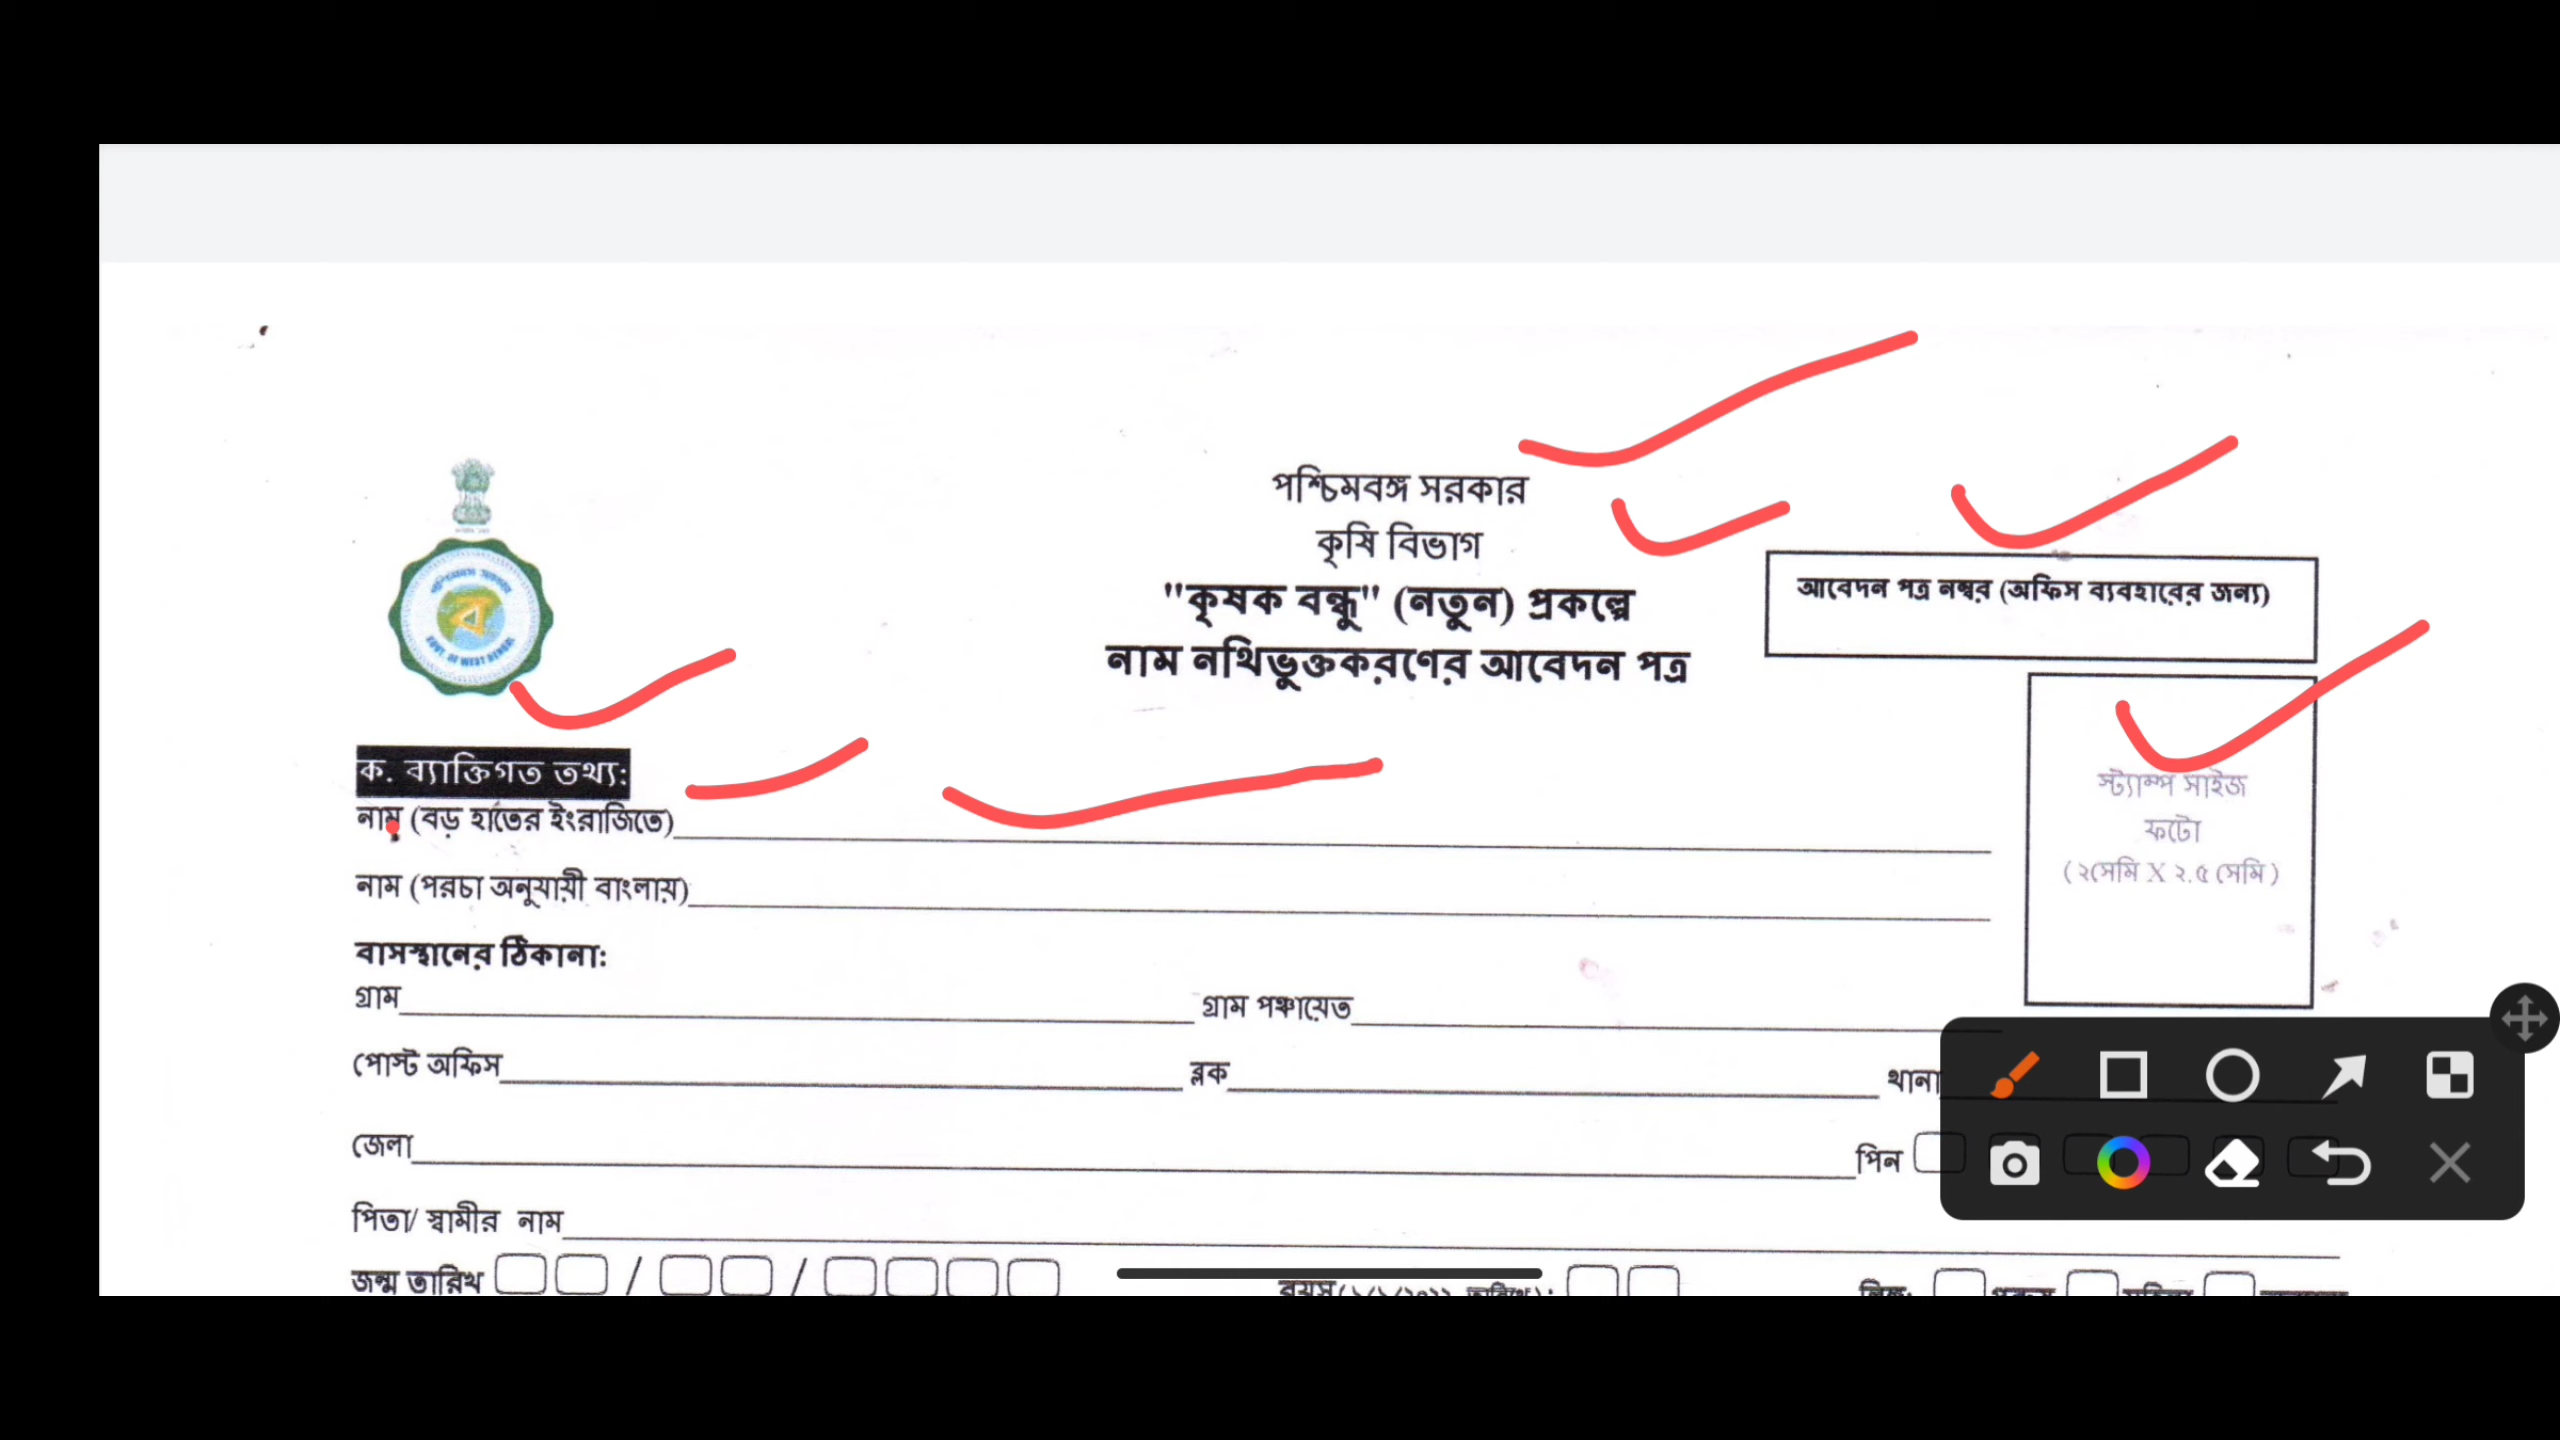 পশ্চিমবঙ্গ সরকার
কৃষি বিভাগ
"কৃষক বন্ধু" (নতুন) প্রকল্পে
নাম নথিভুক্তকরণের আবেদন পত্র
আবেদন পত্র নম্বর (অফিস ব্যবহারের জন্য)
স্ট্যাম্প সাইজ
ফটো
(২সেমি X ২.৫ সেমি)
ক. ব্যাক্তিগত তথ্য:
নাম (বড় হাতের ইংরাজিতে)
নাম (পরচা অনুযায়ী বাংলায়)
বাসস্থানের ঠিকানা:
গ্রাম গ্রাম পঞ্চায়েত
পোস্ট অফিস ব্লক থানা
জেলা পিন
পিতা/ স্বামীর নাম
জন্ম তারিখ / /